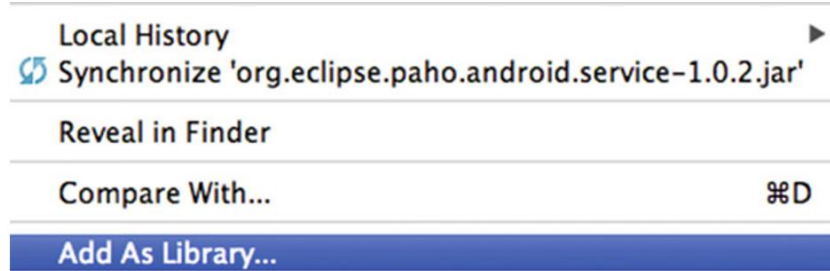 Local History
Synchronize 'org.eclipse.paho.android.service-1.0.2.jar'
Reveal in Finder
Compare With... ⌘D
Add As Library...